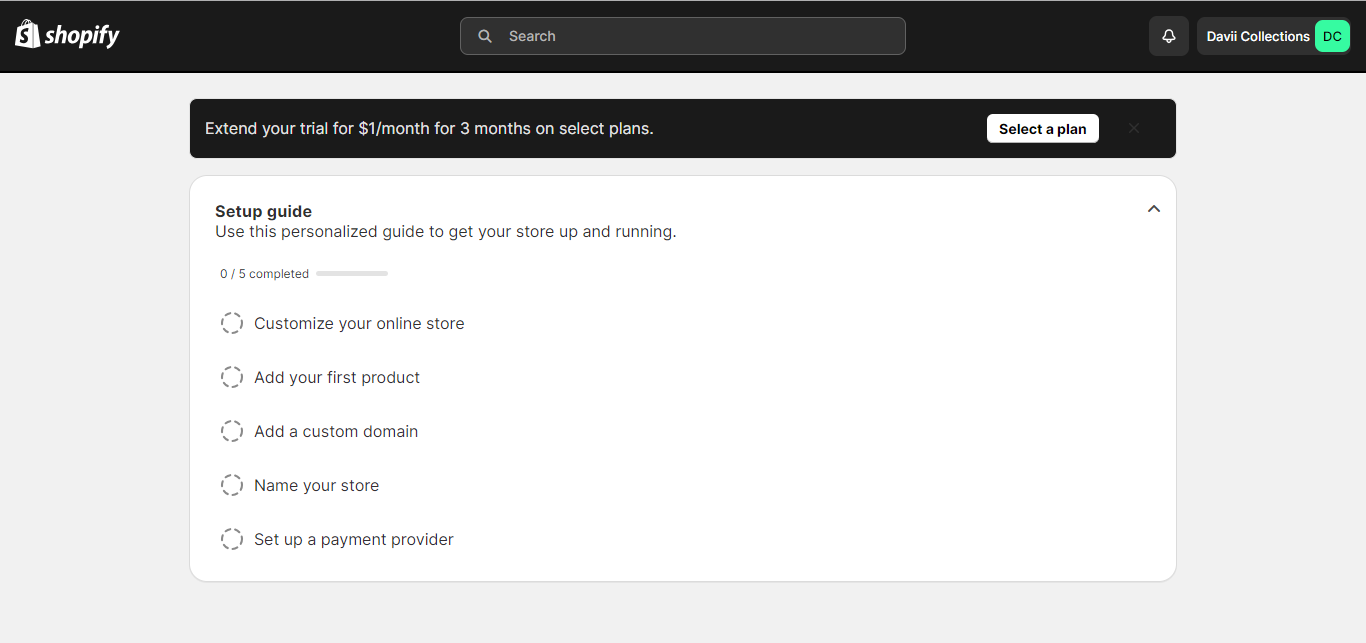 shopify
Search
Davii Collections DC
Extend your trial for $1/month for 3 months on select plans.
Select a plan
Setup guide
Use this personalized guide to get your store up and running.
0 / 5 completed
Customize your online store
Add your first product
Add a custom domain
Name your store
Set up a payment provider